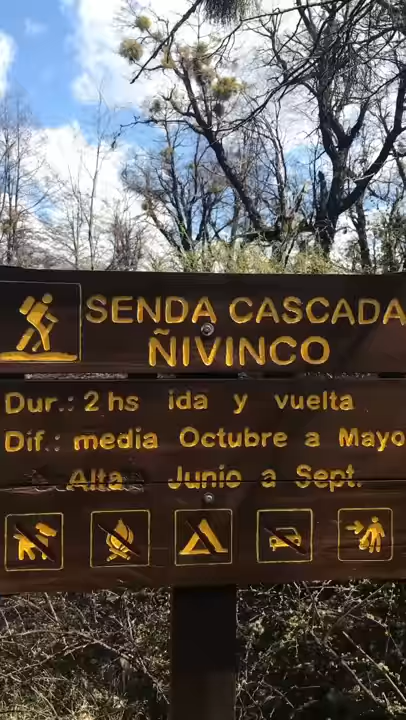 SENDA CASCADA
ÑIVINCO
Dur.: 2 hs ida y vuelta
Dif.: media Octubre a Mayo
Alta Junio a Sept.